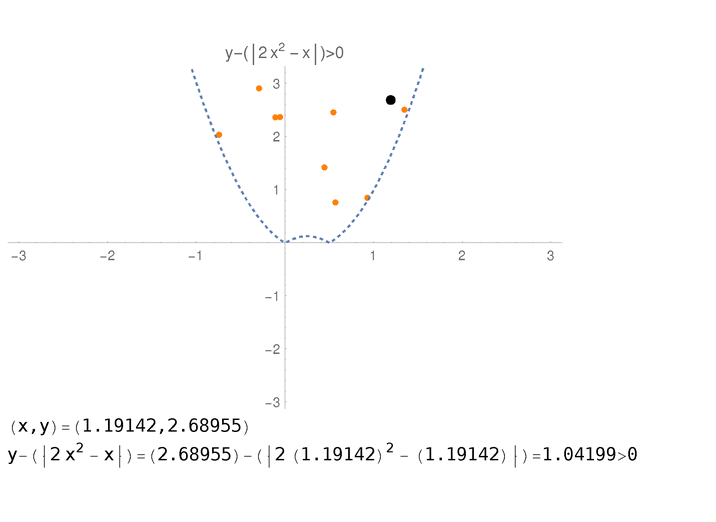 y−(|2x²−x|)>0
3
2
1
−3 −2 −1 1 2 3
−1
−2
−3
(x,y)=(1.19142,2.68955)
y−(|2x²−x|)=(2.68955)−(|2 (1.19142)²− (1.19142)|)=1.04199>0